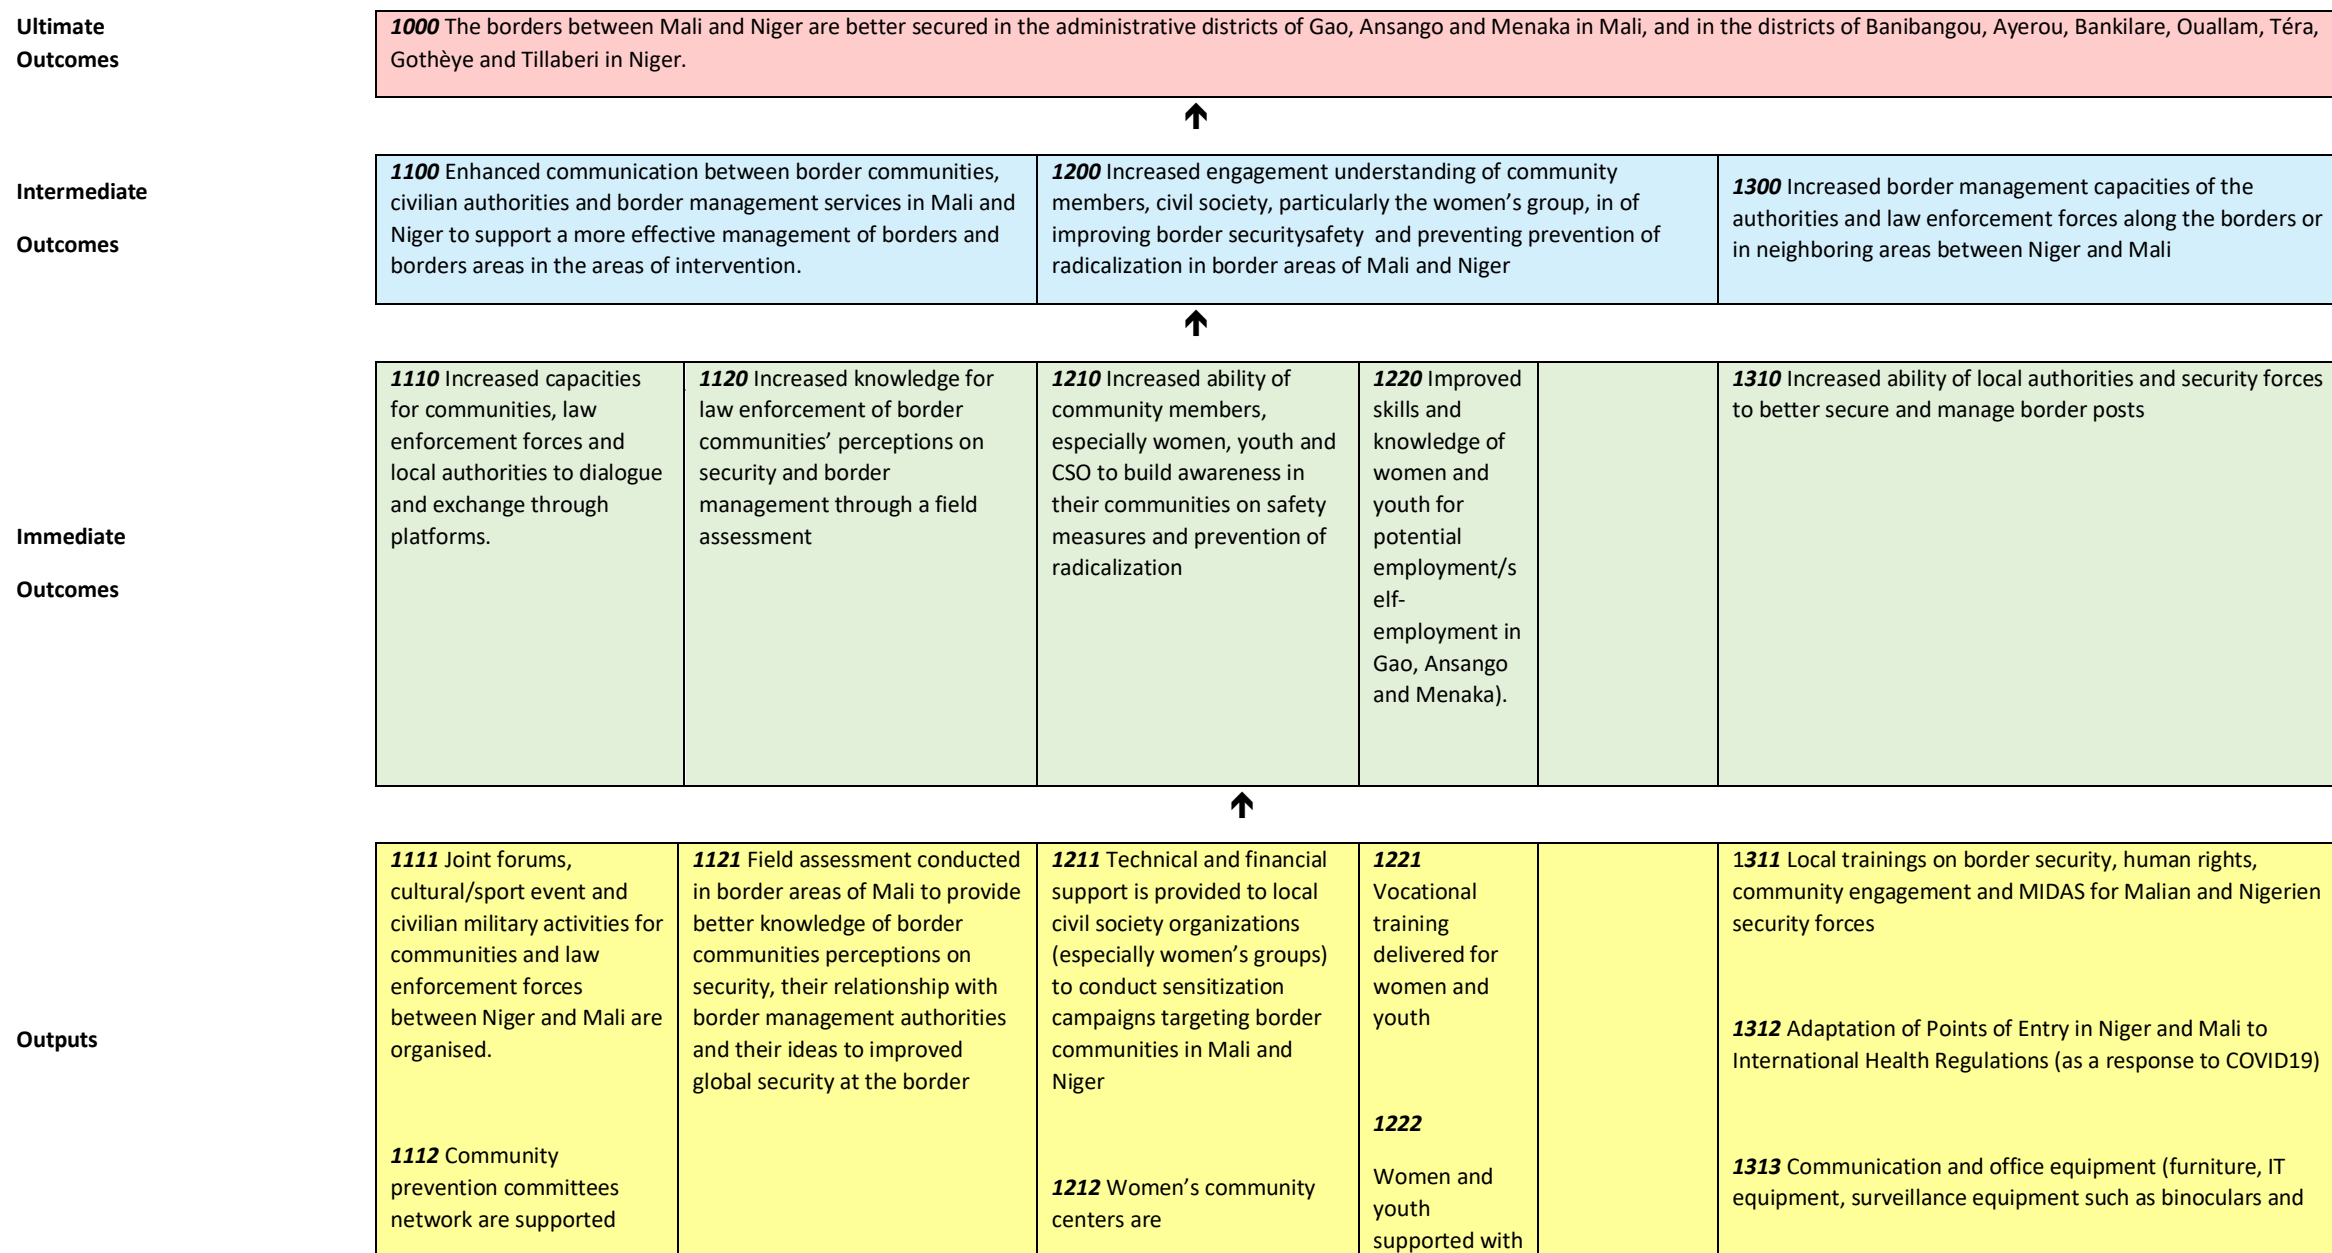 Ultimate
Outcomes
1000 The borders between Mali and Niger are better secured in the administrative districts of Gao, Ansango and Menaka in Mali, and in the districts of Banibangou, Ayerou, Bankilare, Ouallam, Téra,
Gothèye and Tillaberi in Niger.
Intermediate
Outcomes
1100 Enhanced communication between border communities,
civilian authorities and border management services in Mali and
Niger to support a more effective management of borders and
borders areas in the areas of intervention.
1200 Increased engagement understanding of community
members, civil society, particularly the women’s group, in of
improving border securitysafety  and preventing prevention of
radicalization in border areas of Mali and Niger
1300 Increased border management capacities of the
authorities and law enforcement forces along the borders or
in neighboring areas between Niger and Mali
Immediate
Outcomes
1110 Increased capacities
for communities, law
enforcement forces and
local authorities to dialogue
and exchange through
platforms.
1120 Increased knowledge for
law enforcement of border
communities’ perceptions on
security and border
management through a field
assessment
1210 Increased ability of
community members,
especially women, youth and
CSO to build awareness in
their communities on safety
measures and prevention of
radicalization
1220 Improved
skills and
knowledge of
women and
youth for
potential
employment/s
elf-
employment in
Gao, Ansango
and Menaka).
1310 Increased ability of local authorities and security forces
to better secure and manage border posts
Outputs
1111 Joint forums,
cultural/sport event and
civilian military activities for
communities and law
enforcement forces
between Niger and Mali are
organised.
1112 Community
prevention committees
network are supported
1121 Field assessment conducted
in border areas of Mali to provide
better knowledge of border
communities perceptions on
security, their relationship with
border management authorities
and their ideas to improved
global security at the border
1211 Technical and financial
support is provided to local
civil society organizations
(especially women’s groups)
to conduct sensitization
campaigns targeting border
communities in Mali and
Niger
1212 Women’s community
centers are
1221
Vocational
training
delivered for
women and
youth
1222
Women and
youth
supported with
1311 Local trainings on border security, human rights,
community engagement and MIDAS for Malian and Nigerien
security forces
1312 Adaptation of Points of Entry in Niger and Mali to
International Health Regulations (as a response to COVID19)
1313 Communication and office equipment (furniture, IT
equipment, surveillance equipment such as binoculars and